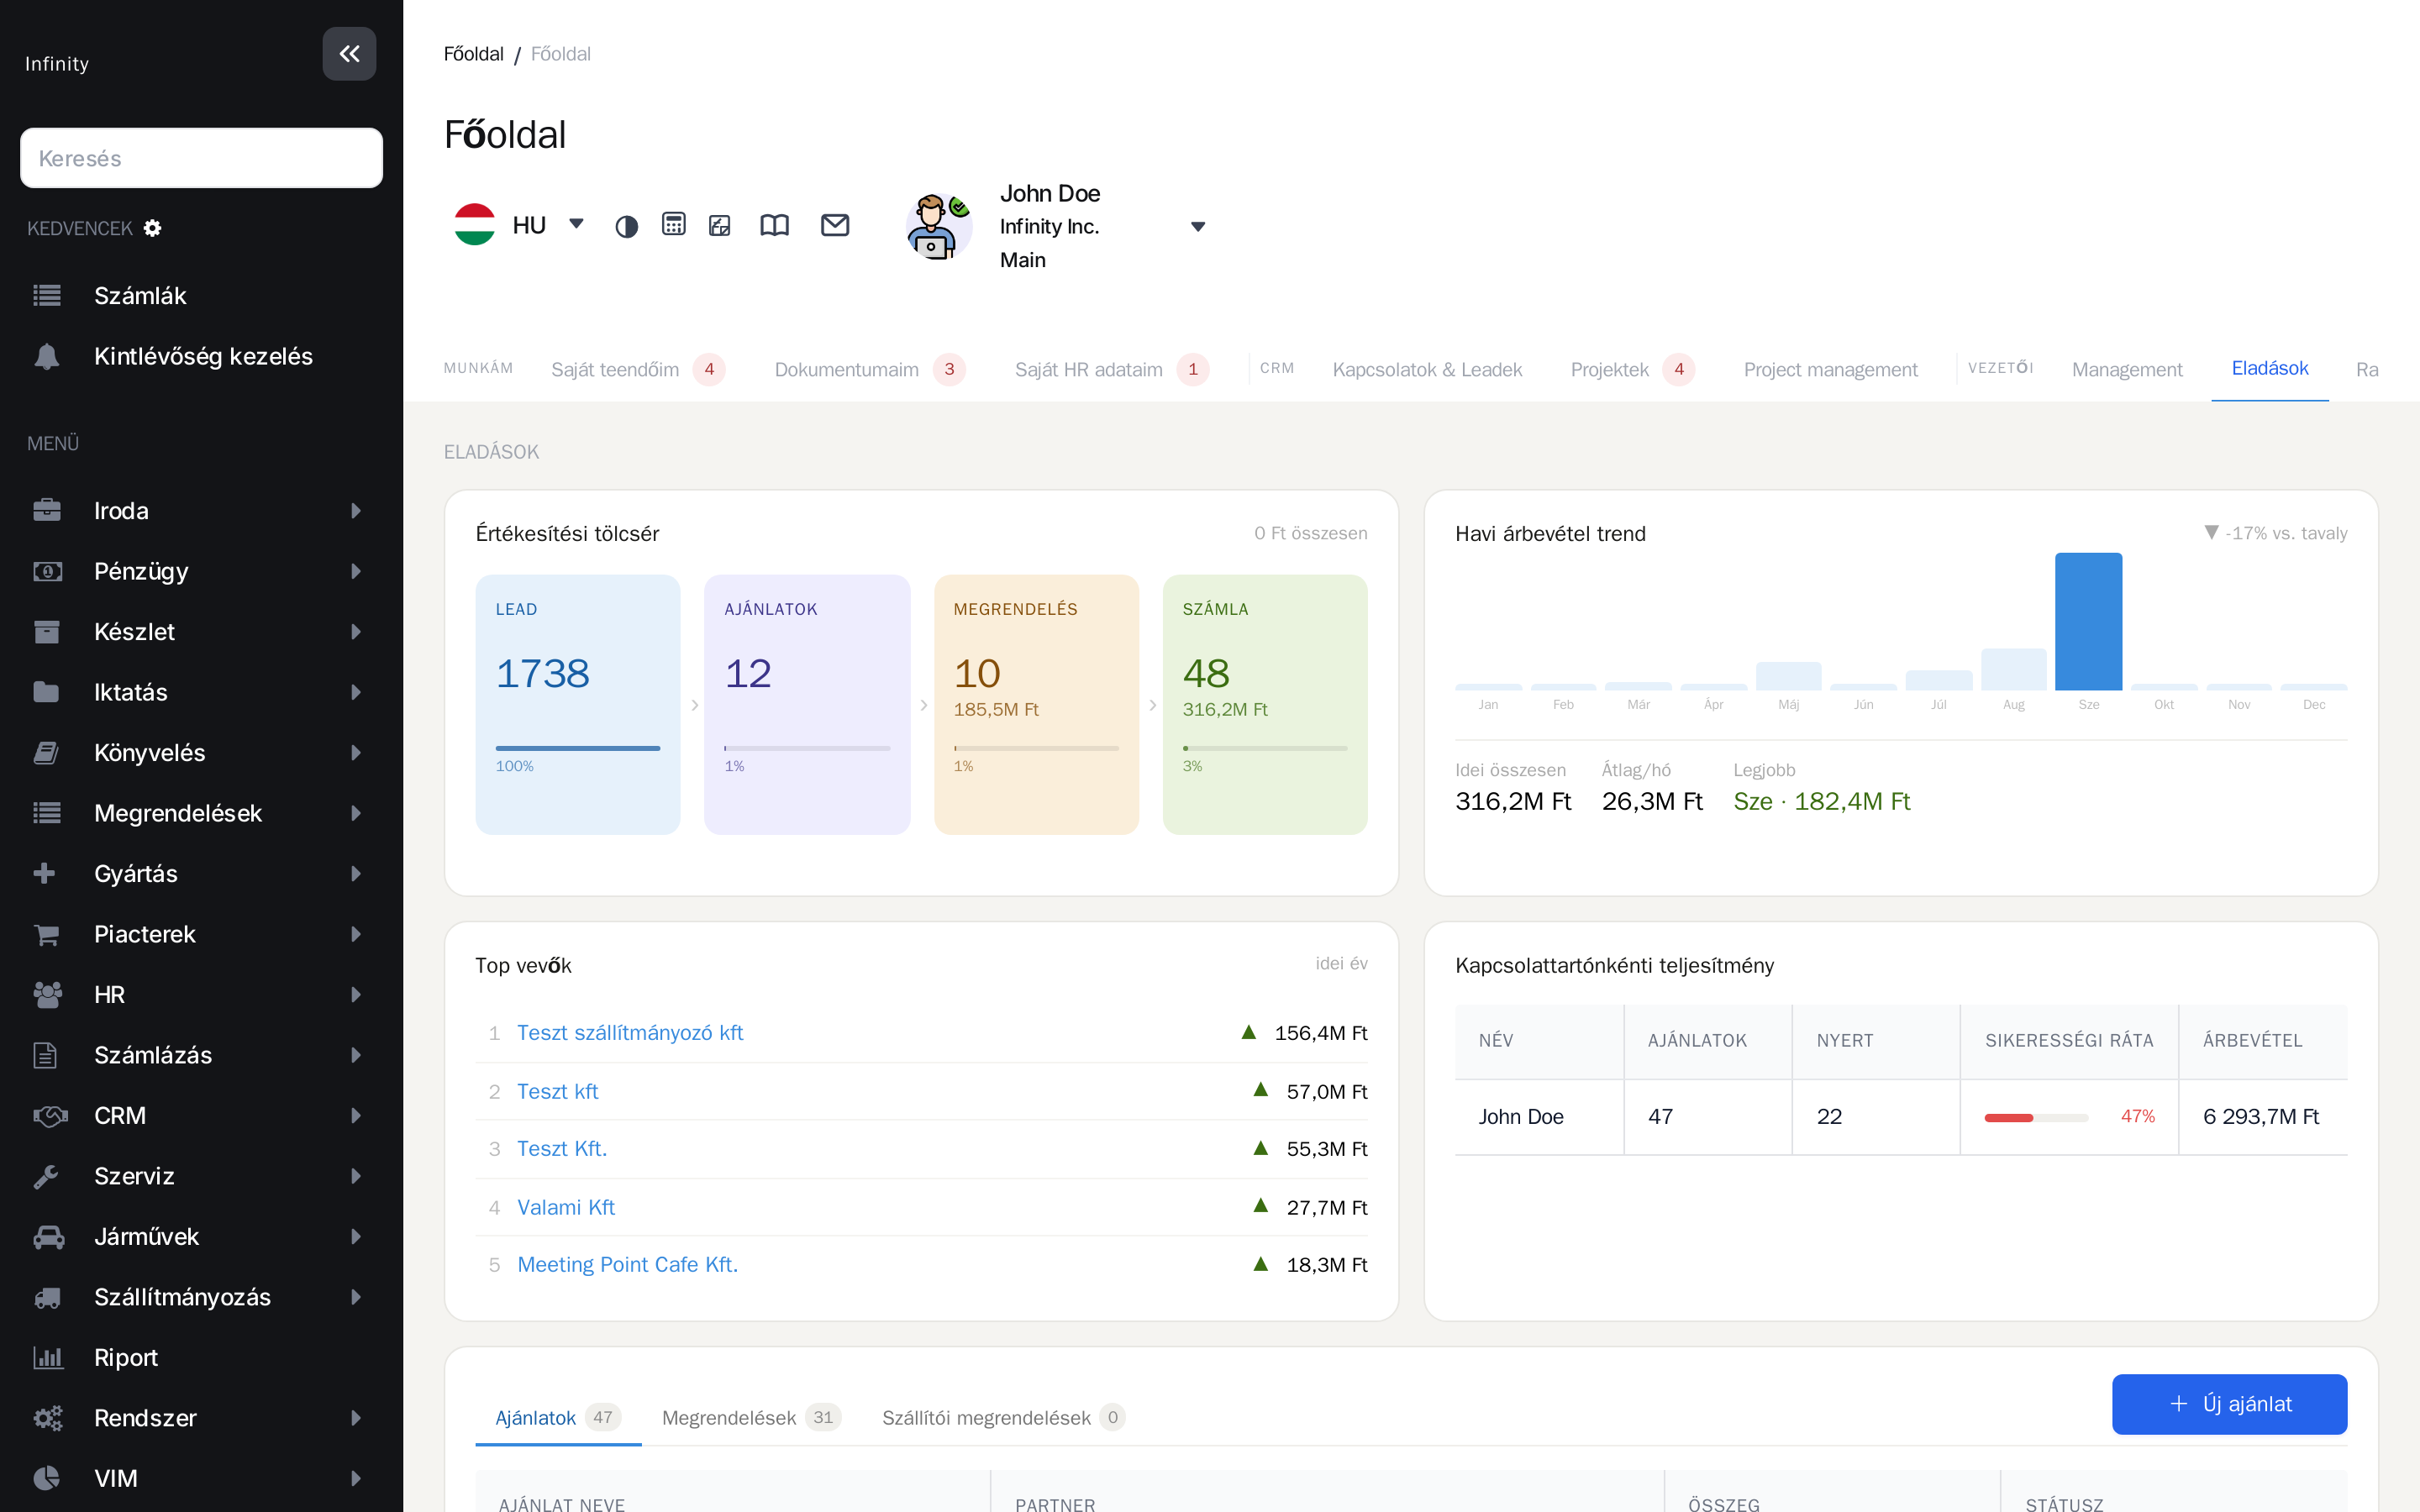 Infinity
Keresés
KEDVENCEK
Számlák
Kintlévőség kezelés
MENÜ
Iroda
Pénzügy
Készlet
Iktatás
Könyvelés
Megrendelések
Gyártás
Piacterek
HR
Számlázás
CRM
Szerviz
Járművek
Szállítmányozás
Riport
Rendszer
VIM
Főoldal / Főoldal
Főoldal
HU
John Doe
Infinity Inc.
Main
MUNKÁM Saját teendőim 4 Dokumentumaim 3 Saját HR adataim 1 CRM Kapcsolatok & Leadek Projektek 4 Project management VEZETŐI Management Eladások Ra
ELADÁSOK
Értékesítési tölcsér 0 Ft összesen
LEAD
1738
100%
AJÁNLATOK
12
1%
MEGRENDELÉS
10
185,5M Ft
1%
SZÁMLA
48
316,2M Ft
3%
Havi árbevétel trend ▼ -17% vs. tavaly
Jan Feb Már Ápr Máj Jún Júl Aug Sze Okt Nov Dec
Idei összesen Átlag/hó Legjobb
316,2M Ft 26,3M Ft Sze · 182,4M Ft
Top vevők idei év
1 Teszt szállítmányozó kft ▲ 156,4M Ft
2 Teszt kft ▲ 57,0M Ft
3 Teszt Kft. ▲ 55,3M Ft
4 Valami Kft ▲ 27,7M Ft
5 Meeting Point Cafe Kft. ▲ 18,3M Ft
Kapcsolattartónkénti teljesítmény
NÉV AJÁNLATOK NYERT SIKERESSÉGI RÁTA ÁRBEVÉTEL
John Doe 47 22 47% 6 293,7M Ft
Ajánlatok 47 Megrendelések 31 Szállítói megrendelések 0
+ Új ajánlat
AJÁNLAT NEVE PARTNER ÖSSZEG STÁTUSZ